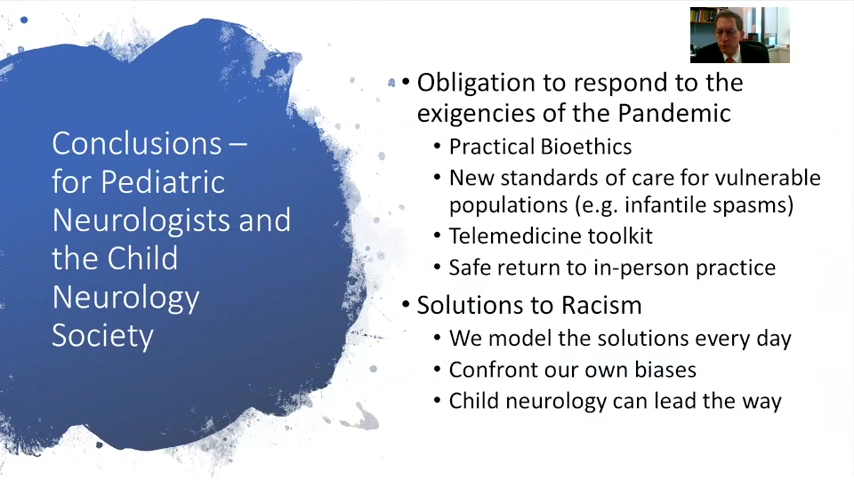 Conclusions –
for Pediatric
Neurologists and
the Child
Neurology
Society
• Obligation to respond to the
exigencies of the Pandemic
• Practical Bioethics
• New standards of care for vulnerable
populations (e.g. infantile spasms)
• Telemedicine toolkit
• Safe return to in-person practice
• Solutions to Racism
• We model the solutions every day
• Confront our own biases
• Child neurology can lead the way